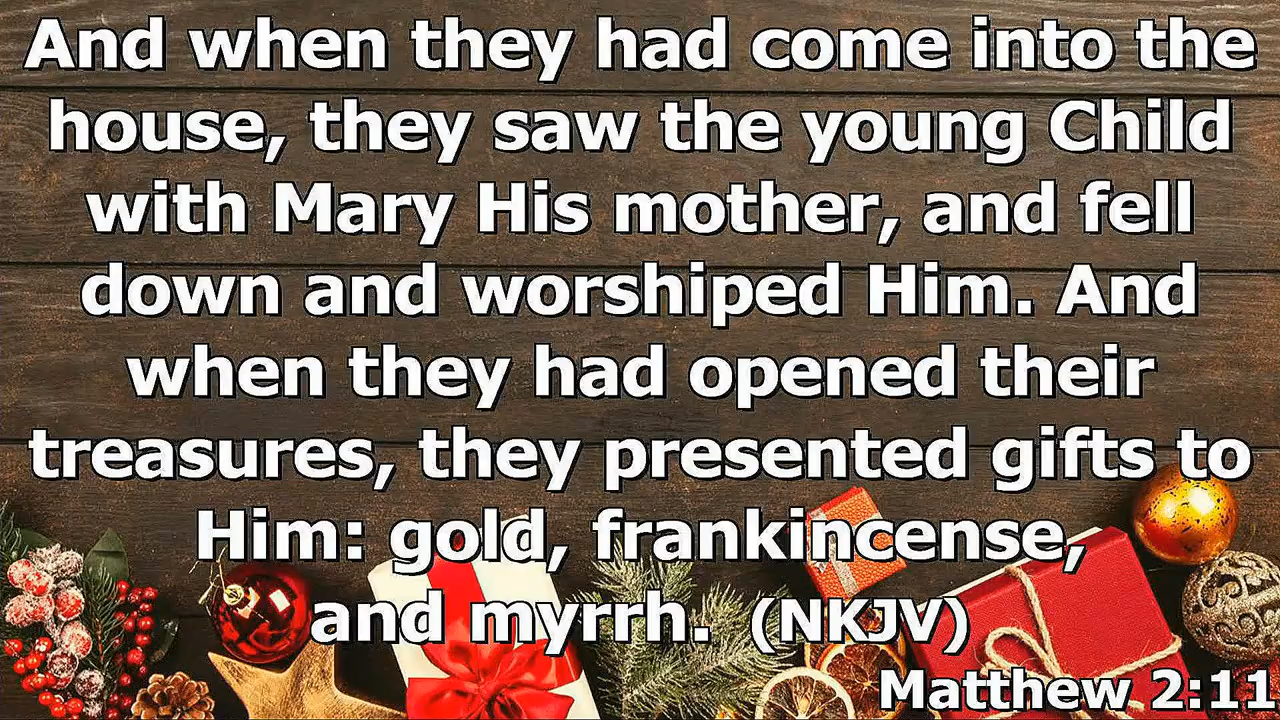 And when they had come into the
house, they saw the young Child
with Mary His mother, and fell
down and worshiped Him. And
when they had opened their
treasures, they presented gifts to
Him: gold, frankincense,
and myrrh. (NKJV)
Matthew 2:11